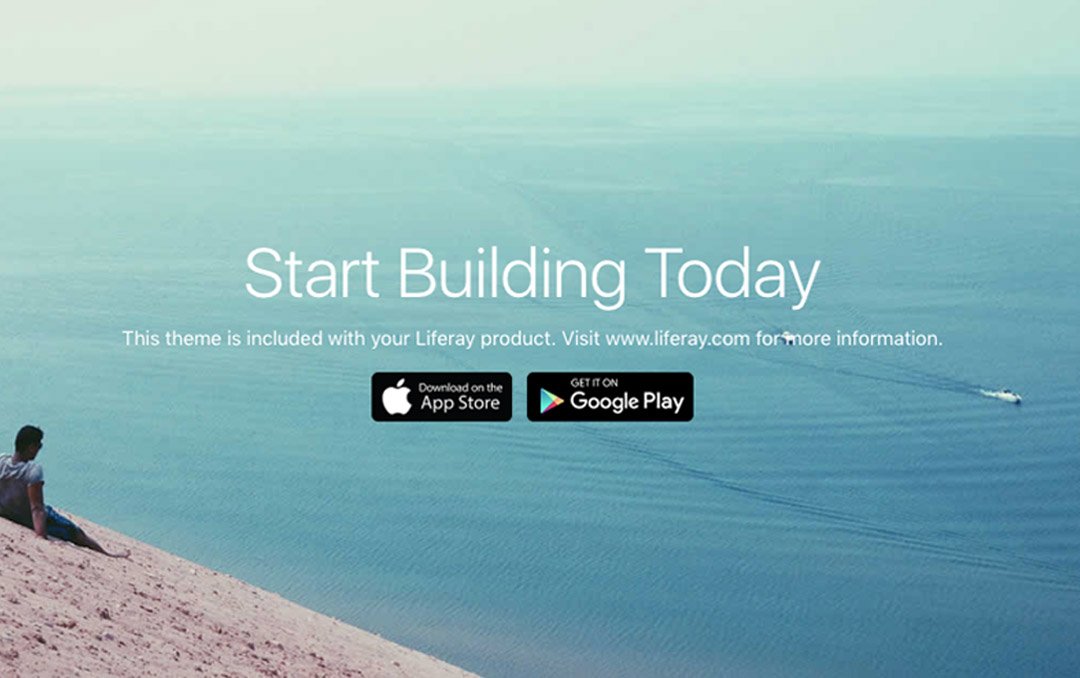 Start Building Today
This theme is included with your Liferay product. Visit www.liferay.com for more information.
Download on the
App Store
GET IT ON
Google Play